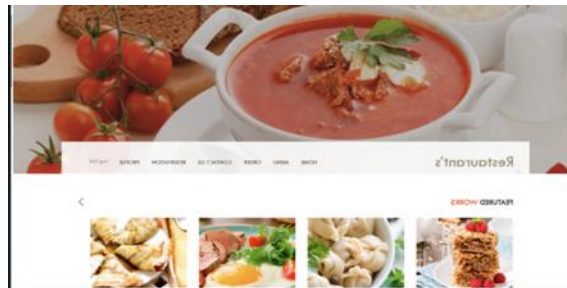 Restaurant's
HOME MENU ORDER CONTACT US RESERVATION PROFILE
FEATURED WORKS